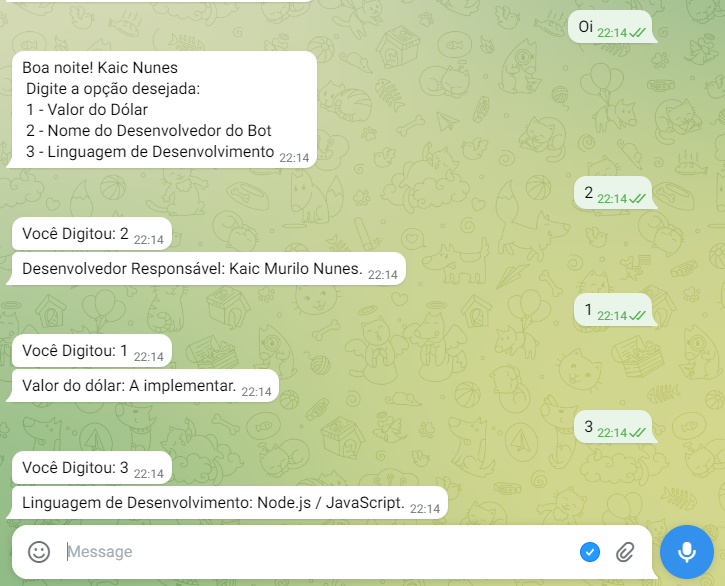 Oi 22:14
Boa noite! Kaic Nunes
Digite a opção desejada:
1 - Valor do Dólar
2 - Nome do Desenvolvedor do Bot
3 - Linguagem de Desenvolvimento 22:14
2 22:14
Você Digitou: 2 22:14
Desenvolvedor Responsável: Kaic Murilo Nunes. 22:14
1 22:14
Você Digitou: 1 22:14
Valor do dólar: A implementar. 22:14
3 22:14
Você Digitou: 3 22:14
Linguagem de Desenvolvimento: Node.js / JavaScript. 22:14
Message